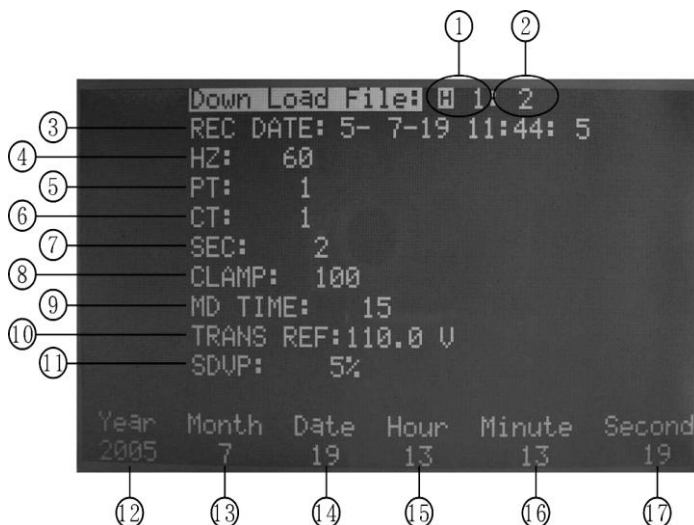 ① ②
Down Load File: H 1 2
③ REC DATE: 5- 7-19 11:44: 5
④ HZ: 60
⑤ PT: 1
⑥ CT: 1
⑦ SEC: 2
⑧ CLAMP: 100
⑨ MD TIME: 15
⑩ TRANS REF:110.0 V
⑪ SDVP: 5%
Year Month Date Hour Minute Second
2005 7 19 13 13 19
⑫ ⑬ ⑭ ⑮ ⑯ ⑰